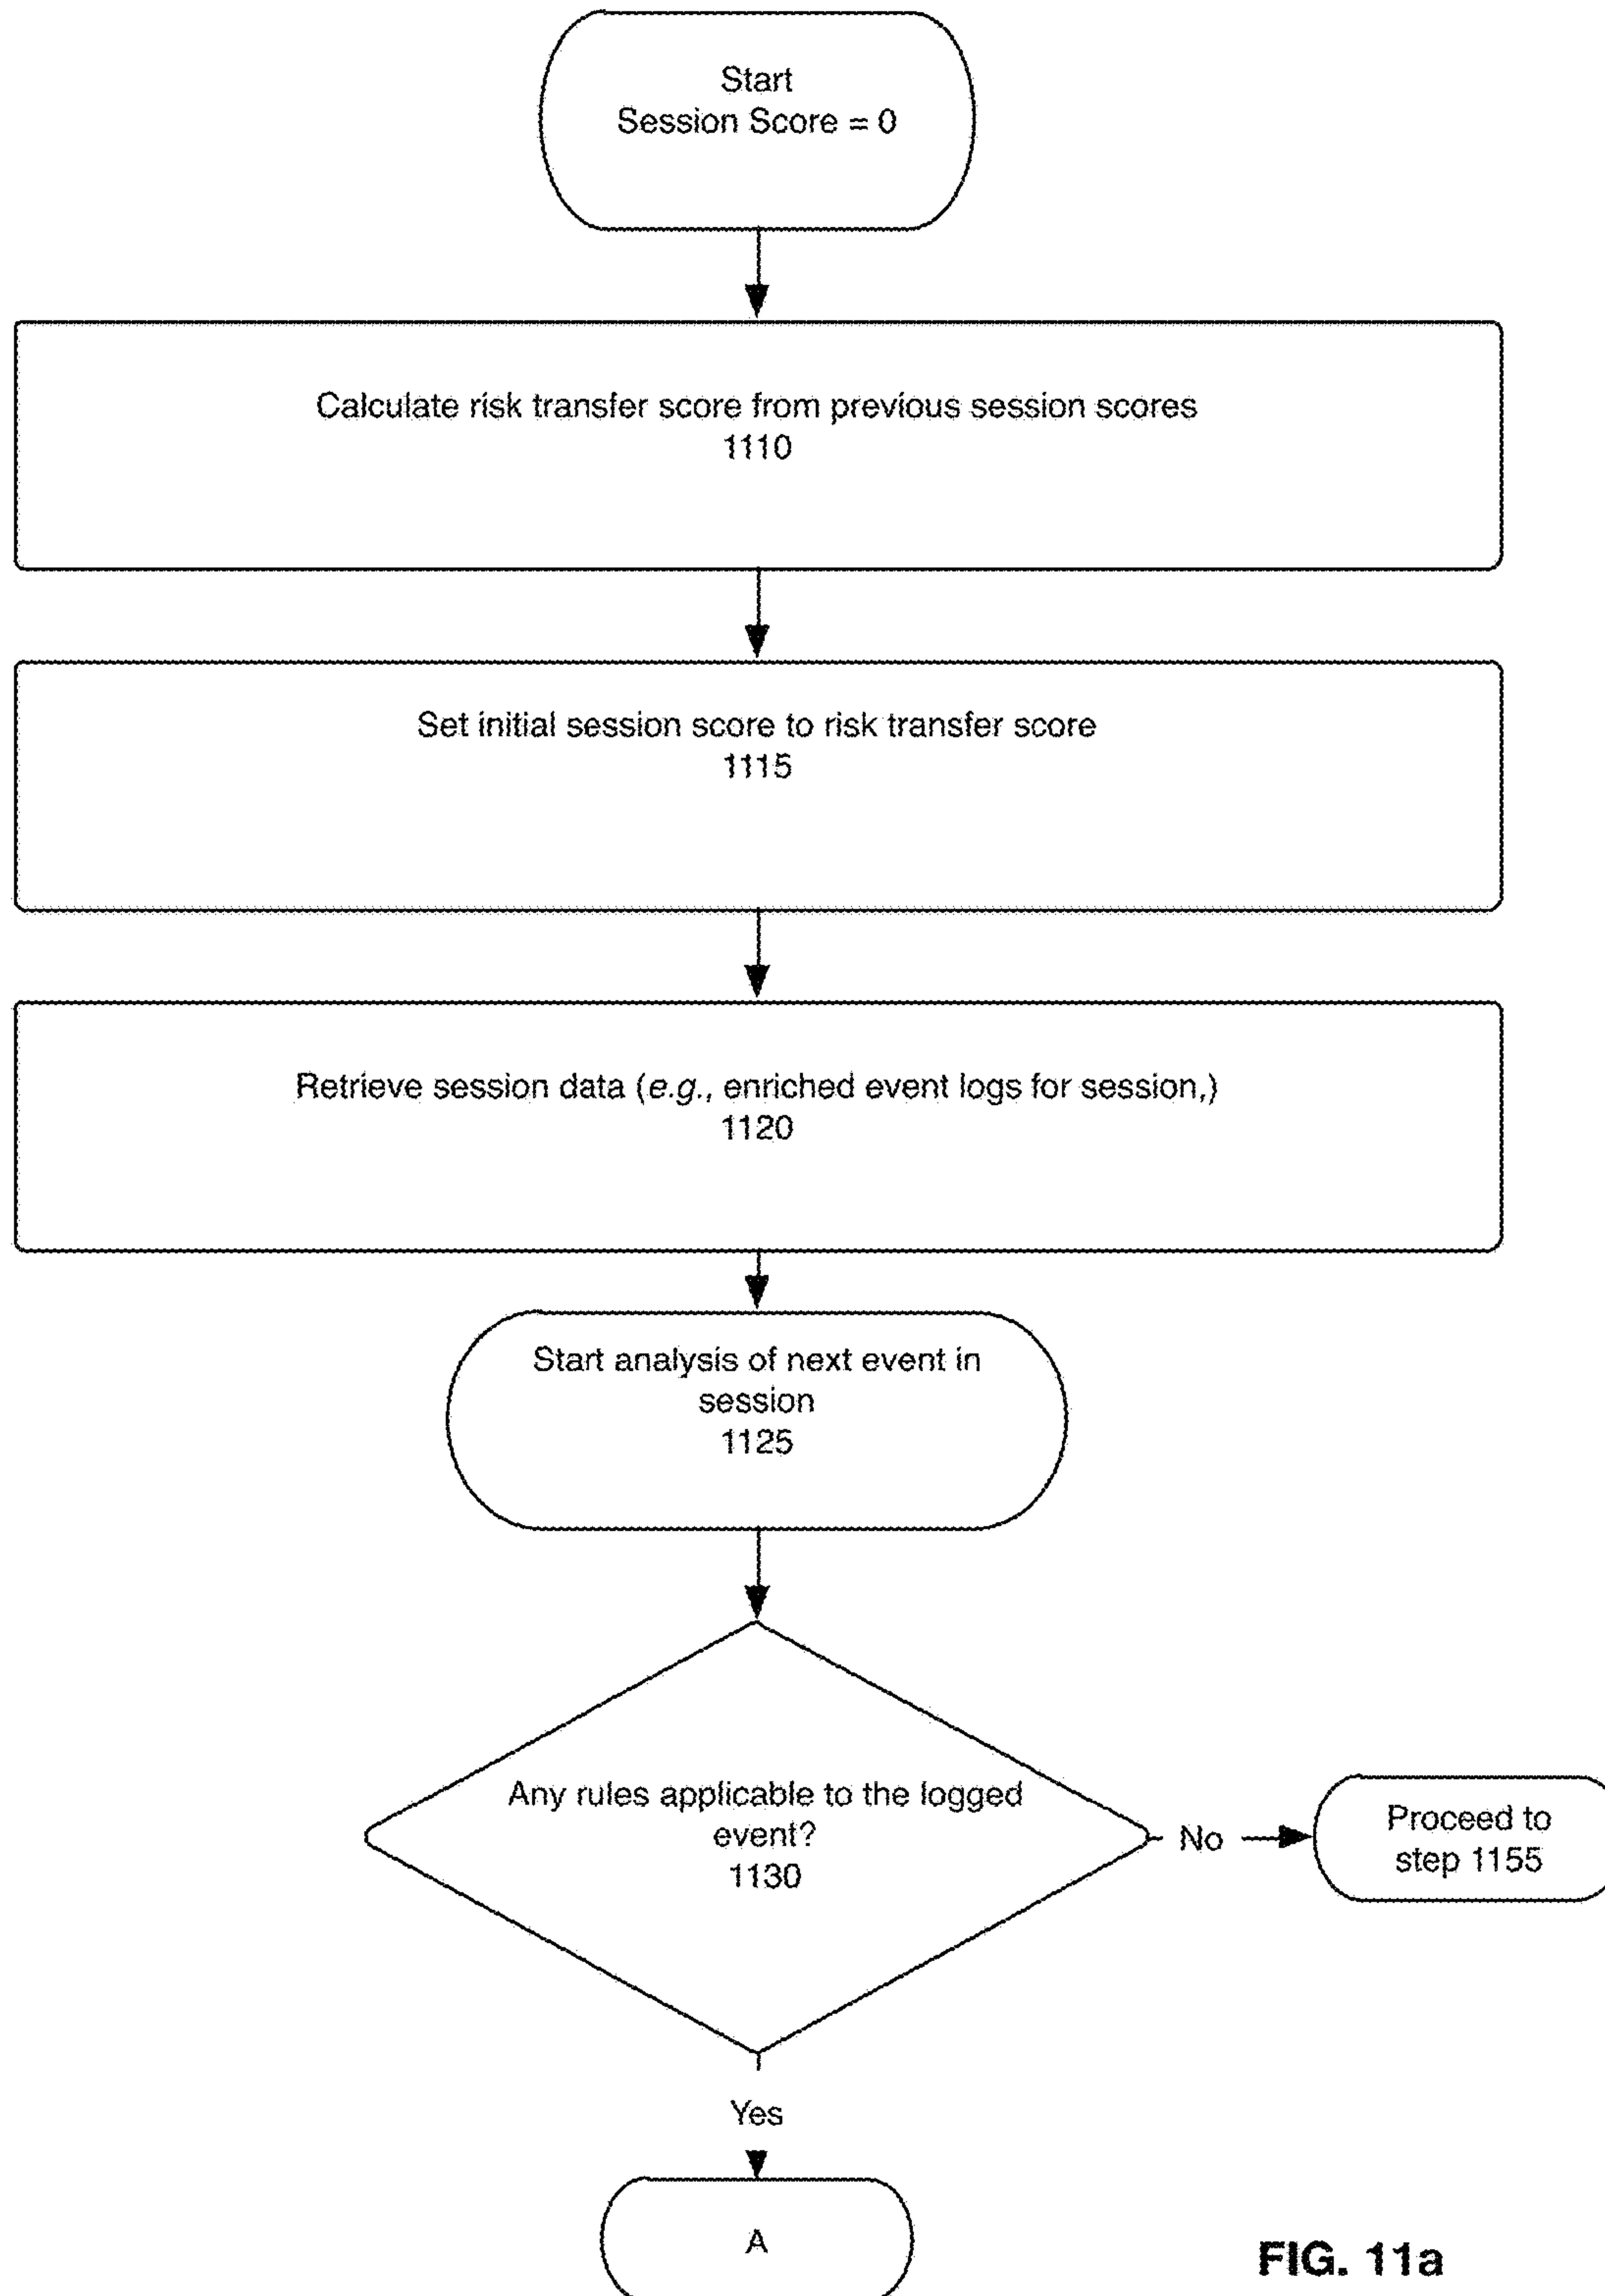 Start
Session Score = 0
Calculate risk transfer score from previous session scores
1110
Set initial session score to risk transfer score
1115
Retrieve session data (e.g., enriched event logs for session,)
1120
Start analysis of next event in
session
1125
Any rules applicable to the logged
event?
1130
No
Proceed to
step 1155
Yes
A
FIG. 11a